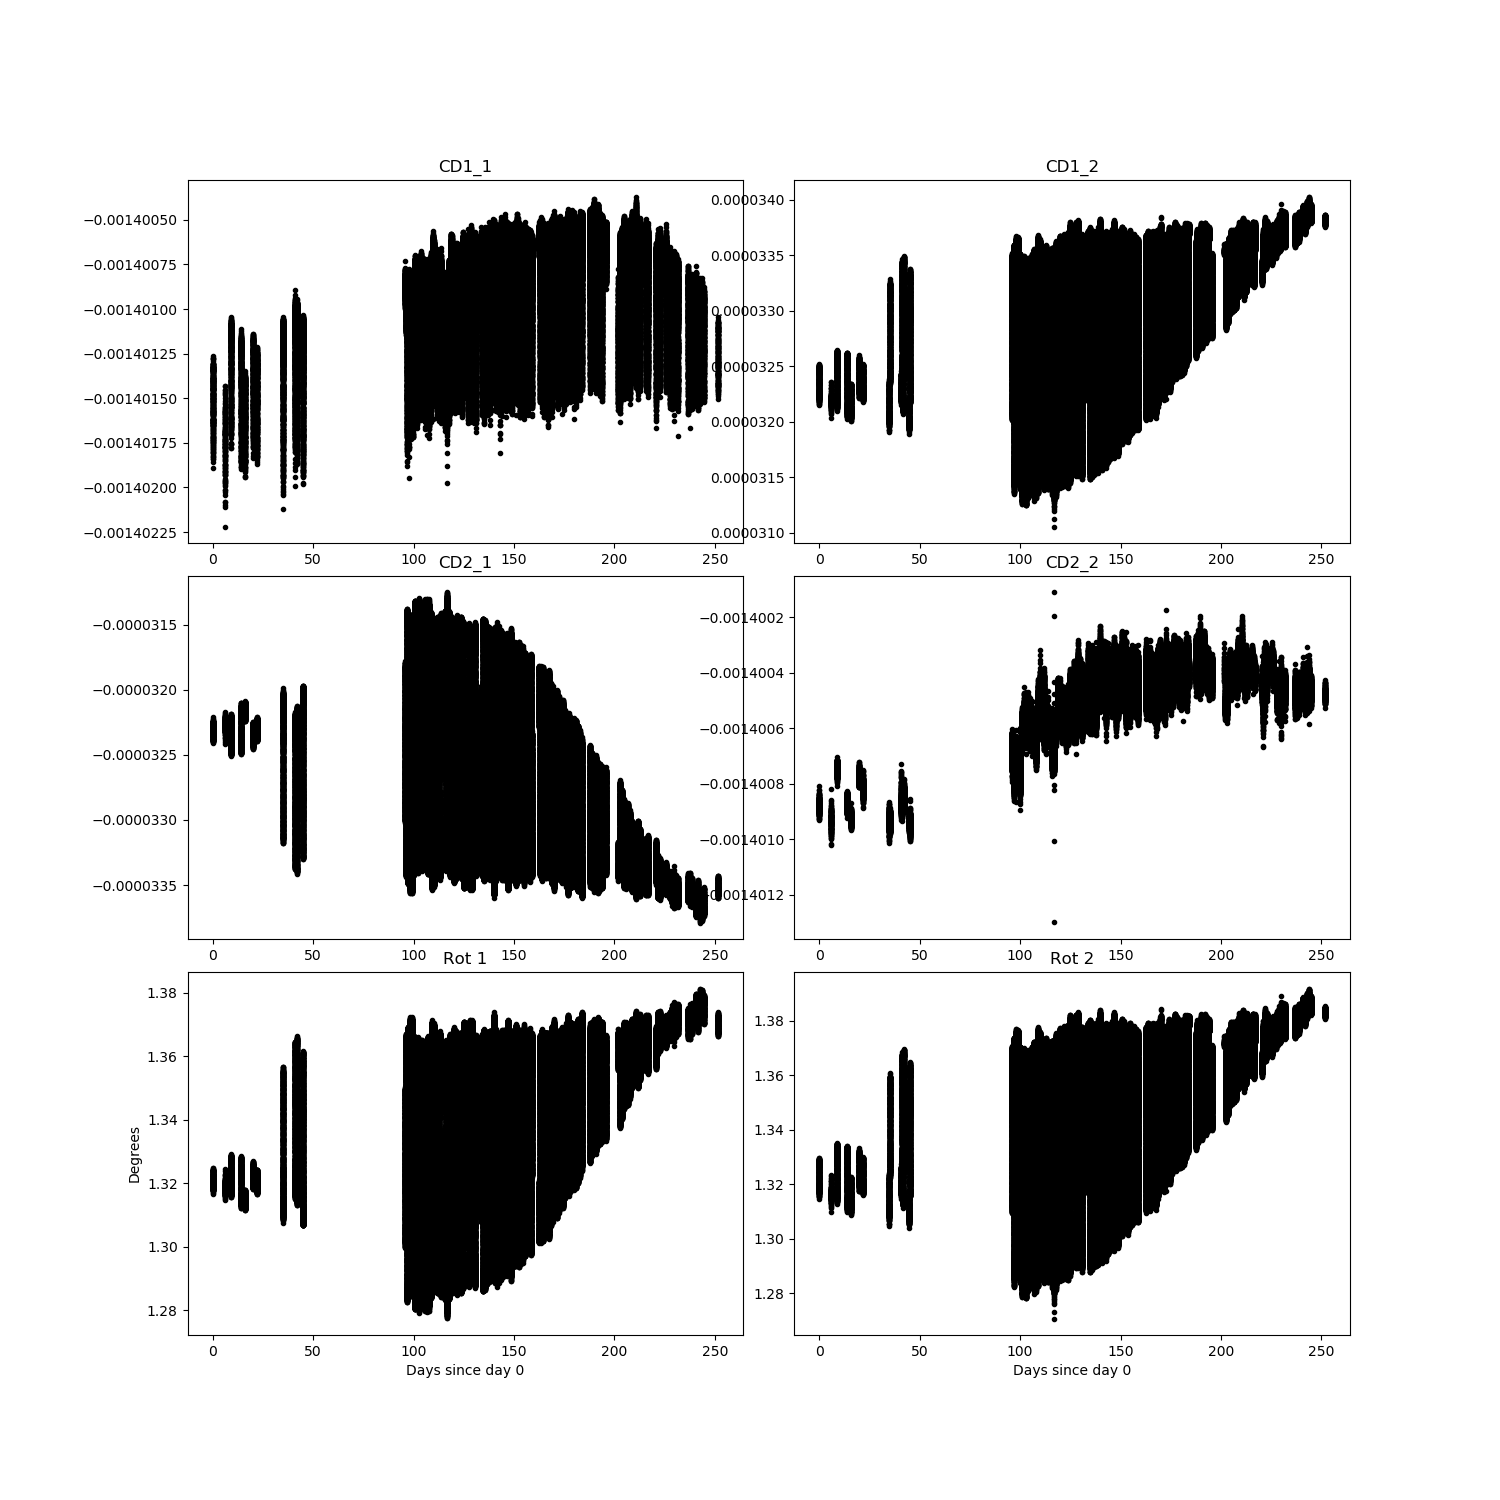 CD1_1
−0.00140050
−0.00140075
−0.00140100
−0.00140125
−0.00140150
−0.00140175
−0.00140200
−0.00140225
0 50 100 150 200 250
CD1_2
0.0000340
0.0000335
0.0000330
0.0000325
0.0000320
0.0000315
0.0000310
0 50 100 150 200 250
CD2_1
−0.0000315
−0.0000320
−0.0000325
−0.0000330
−0.0000335
0 50 100 150 200 250
CD2_2
−0.0014002
−0.0014004
−0.0014006
−0.0014008
−0.0014010
−0.0014012
0 50 100 150 200 250
Rot 1
Degrees
1.38
1.36
1.34
1.32
1.30
1.28
0 50 100 150 200 250
Days since day 0
Rot 2
1.38
1.36
1.34
1.32
1.30
1.28
0 50 100 150 200 250
Days since day 0